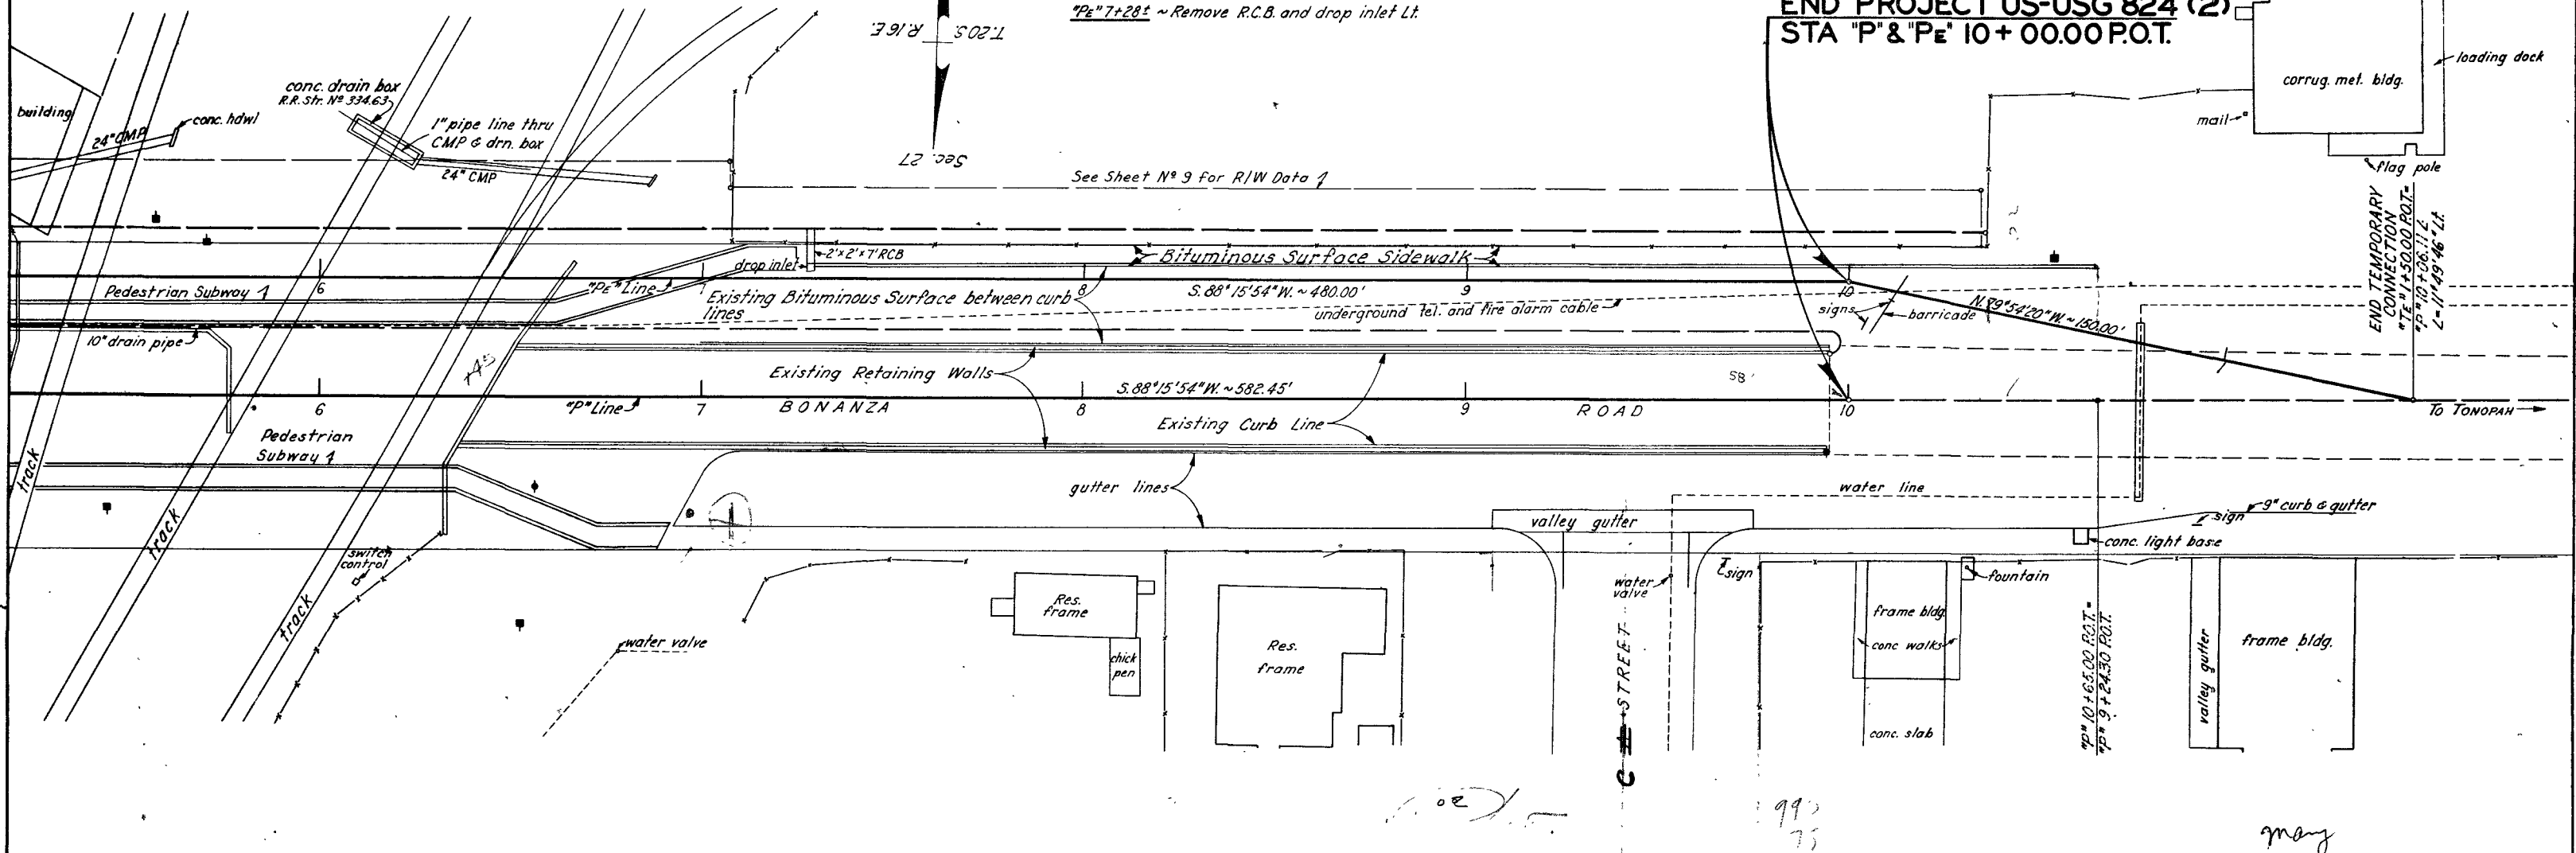 "PE" 7+28± ~ Remove R.C.B. and drop inlet Lt.
END PROJECT US-USG 824 (2)
STA "P" & "PE" 10+00.00 P.O.T.
T.20S.
R.16E.
Sec. 27
conc. drain box
R.R. Str. Nº 334.63
building
24" CMP
conc. hdwl
1" pipe line thru
CMP & drn. box
24" CMP
See Sheet Nº 9 for R/W Data
corrug. met. bldg.
loading dock
mail
flag pole
END TEMPORARY
CONNECTION
"TE" 1+50.00 P.O.T.=
"P" 10+06.11 E
L=11°49'46" Lt.
2'x2'x7' RCB
drop inlet
Bituminous Surface Sidewalk
Pedestrian Subway
6
"PE" Line
7
8
9
10
S. 88°15'54" W. ~ 480.00'
Existing Bituminous Surface between curb
lines
underground tel. and fire alarm cable
signs
barricade
N. 89°54'20" W. ~ 150.00'
10" drain pipe
+45
Existing Retaining Walls
S. 88°15'54" W. ~ 582.45'
58'
6
"P" Line
7
BONANZA
8
9
ROAD
10
To TONOPAH
Existing Curb Line
Pedestrian
Subway
track
track
track
gutter lines
water line
valley gutter
9" curb & gutter
sign
conc. light base
switch
control
water valve
Res.
frame
chick
pen
Res.
frame
water
valve
sign
fountain
frame bldg.
conc walks
conc. slab
C STREET
"P" 10+65.00 P.O.T.=
"P" 9+24.30 P.O.T.
valley gutter
frame bldg.
995
75
many